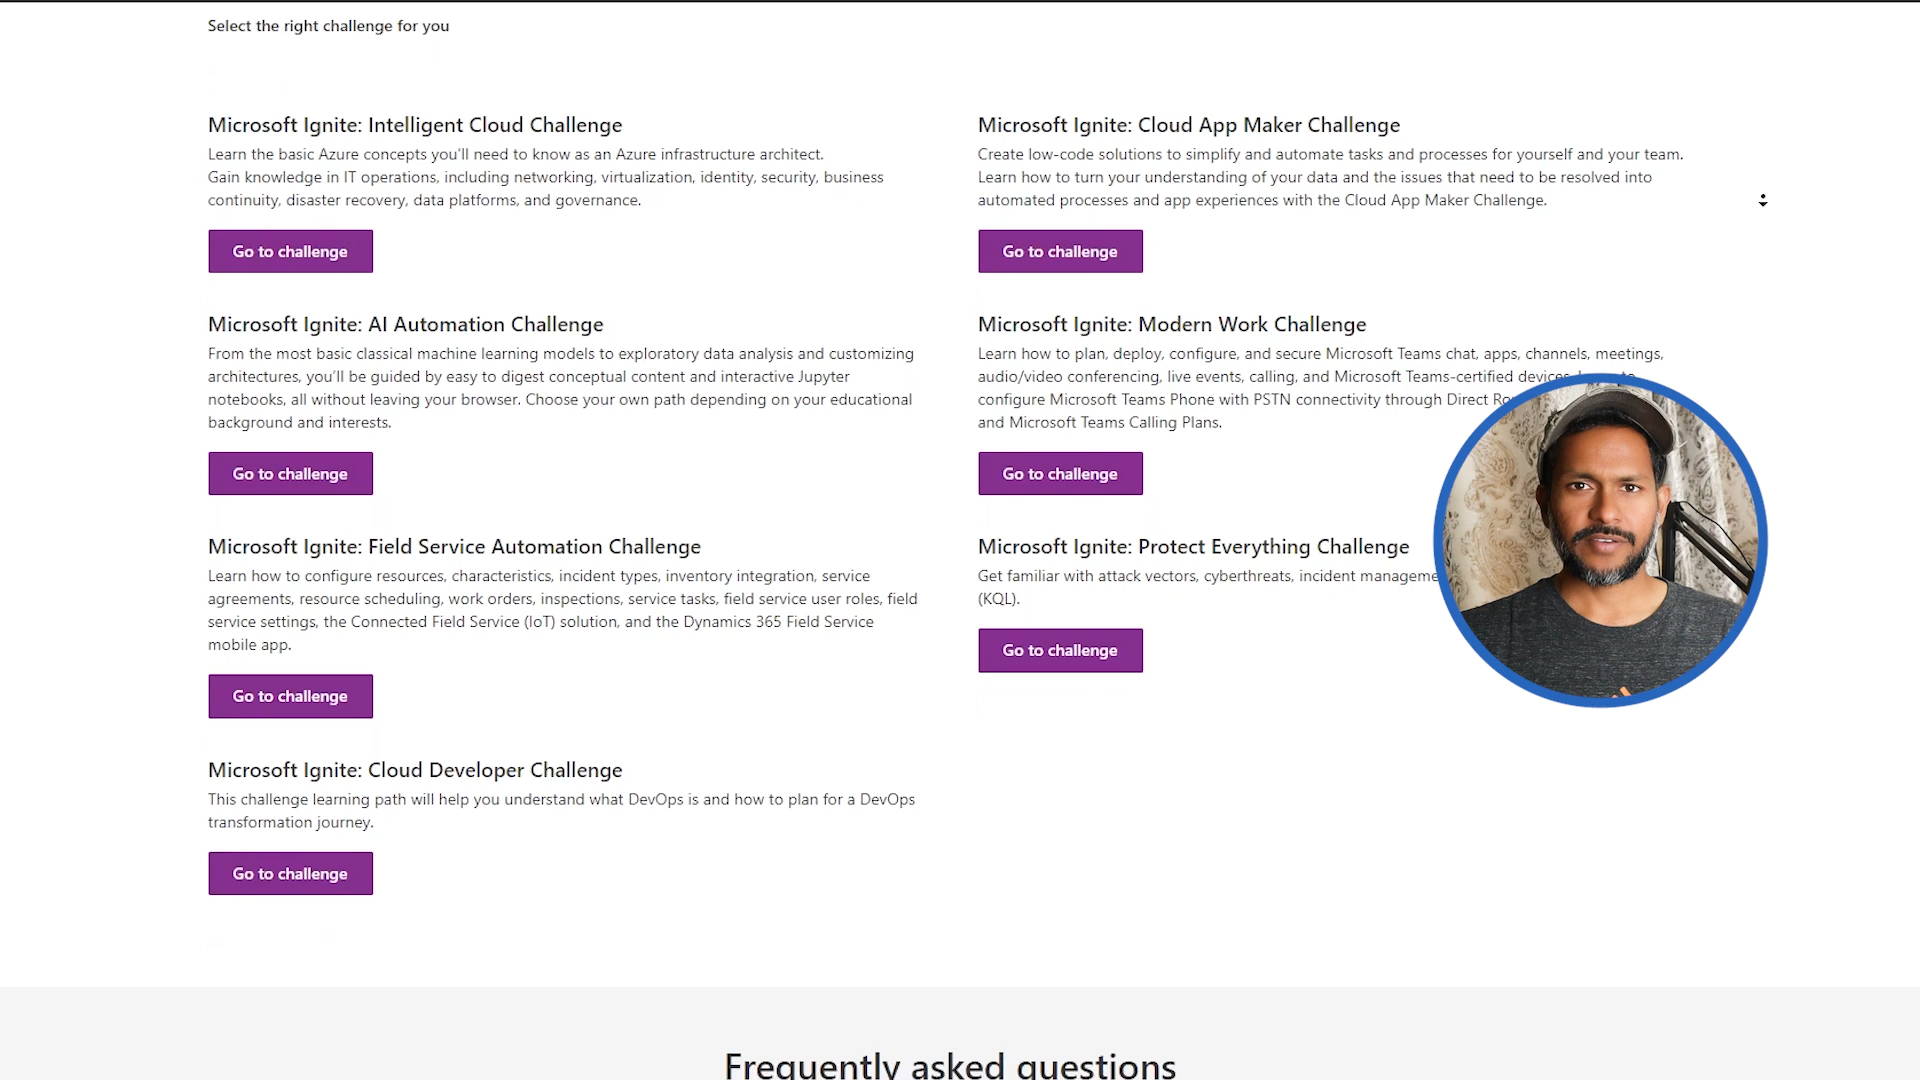 Select the right challenge for you
Microsoft Ignite: Intelligent Cloud Challenge
Learn the basic Azure concepts you'll need to know as an Azure infrastructure architect.
Gain knowledge in IT operations, including networking, virtualization, identity, security, business
continuity, disaster recovery, data platforms, and governance.
Go to challenge
Microsoft Ignite: Cloud App Maker Challenge
Create low-code solutions to simplify and automate tasks and processes for yourself and your team.
Learn how to turn your understanding of your data and the issues that need to be resolved into
automated processes and app experiences with the Cloud App Maker Challenge.
Go to challenge
Microsoft Ignite: AI Automation Challenge
From the most basic classical machine learning models to exploratory data analysis and customizing
architectures, you’ll be guided by easy to digest conceptual content and interactive Jupyter
notebooks, all without leaving your browser. Choose your own path depending on your educational
background and interests.
Go to challenge
Microsoft Ignite: Modern Work Challenge
Learn how to plan, deploy, configure, and secure Microsoft Teams chat, apps, channels, meetings,
audio/video conferencing, live events, calling, and Microsoft Teams-certified devices.
configure Microsoft Teams Phone with PSTN connectivity through Direct
and Microsoft Teams Calling Plans.
Go to challenge
Microsoft Ignite: Field Service Automation Challenge
Learn how to configure resources, characteristics, incident types, inventory integration, service
agreements, resource scheduling, work orders, inspections, service tasks, field service user roles, field
service settings, the Connected Field Service (IoT) solution, and the Dynamics 365 Field Service
mobile app.
Go to challenge
Microsoft Ignite: Protect Everything Challenge
Get familiar with attack vectors, cyberthreats, incident
(KQL).
Go to challenge
Microsoft Ignite: Cloud Developer Challenge
This challenge learning path will help you understand what DevOps is and how to plan for a DevOps
transformation journey.
Go to challenge
Frequently asked questions